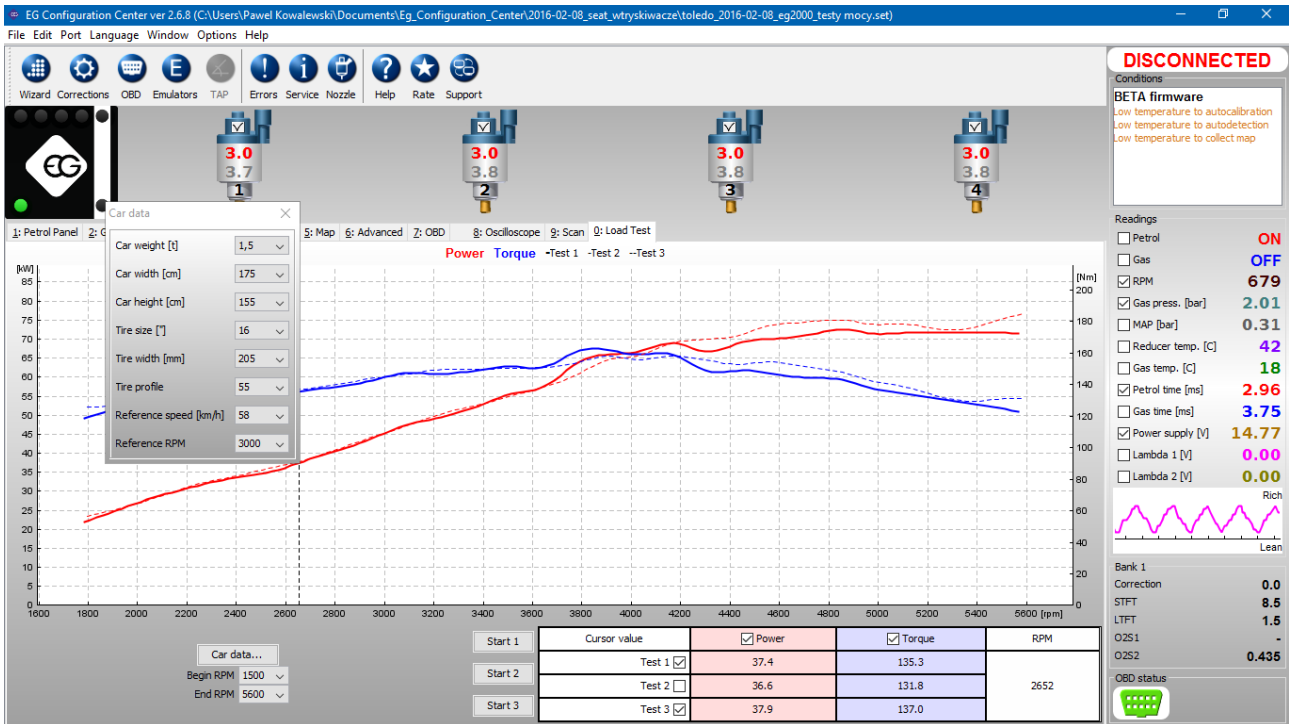 EG Configuration Center ver 2.6.8 (C:\Users\Pawel Kowalewski\Documents\Eg_Configuration_Center\2016-02-08_seat_wtryskiwacze\toledo_2016-02-08_eg2000_testy mocy.set)
File Edit Port Language Window Options Help
Wizard Corrections OBD Emulators TAP Errors Service Nozzle Help Rate Support
DISCONNECTED
Conditions
BETA firmware
Low temperature to autocalibration
Low temperature to autodetection
Low temperature to collect map
EG
3.0 3.0 3.0 3.0
3.7 3.8 3.8 3.8
1 2 3 4
1: Petrol Panel 2: G 5: Map 6: Advanced 7: OBD 8: Oscilloscope 9: Scan 0: Load Test
Car data
Car weight [t] 1,5
Car width [cm] 175
Car height [cm] 155
Tire size ["] 16
Tire width [mm] 205
Tire profile 55
Reference speed [km/h] 58
Reference RPM 3000
Power Torque -Test 1 -Test 2 --Test 3
[kW]
85
80
75
70
65
60
55
50
45
40
35
30
25
20
15
10
5
0
[Nm]
200
180
160
140
120
100
80
60
40
20
0
1600 1800 2000 2200 2400 2600 2800 3000 3200 3400 3600 3800 4000 4200 4400 4600 4800 5000 5200 5400 5600 [rpm]
Car data...
Begin RPM 1500
End RPM 5600
Start 1
Start 2
Start 3
Cursor value Power Torque RPM
Test 1 37.4 135.3
Test 2 36.6 131.8 2652
Test 3 37.9 137.0
Readings
Petrol ON
Gas OFF
RPM 679
Gas press. [bar] 2.01
MAP [bar] 0.31
Reducer temp. [C] 42
Gas temp. [C] 18
Petrol time [ms] 2.96
Gas time [ms] 3.75
Power supply [V] 14.77
Lambda 1 [V] 0.00
Lambda 2 [V] 0.00
Rich
Lean
Bank 1
Correction 0.0
STFT 8.5
LTFT 1.5
O2S1 -
O2S2 0.435
OBD status